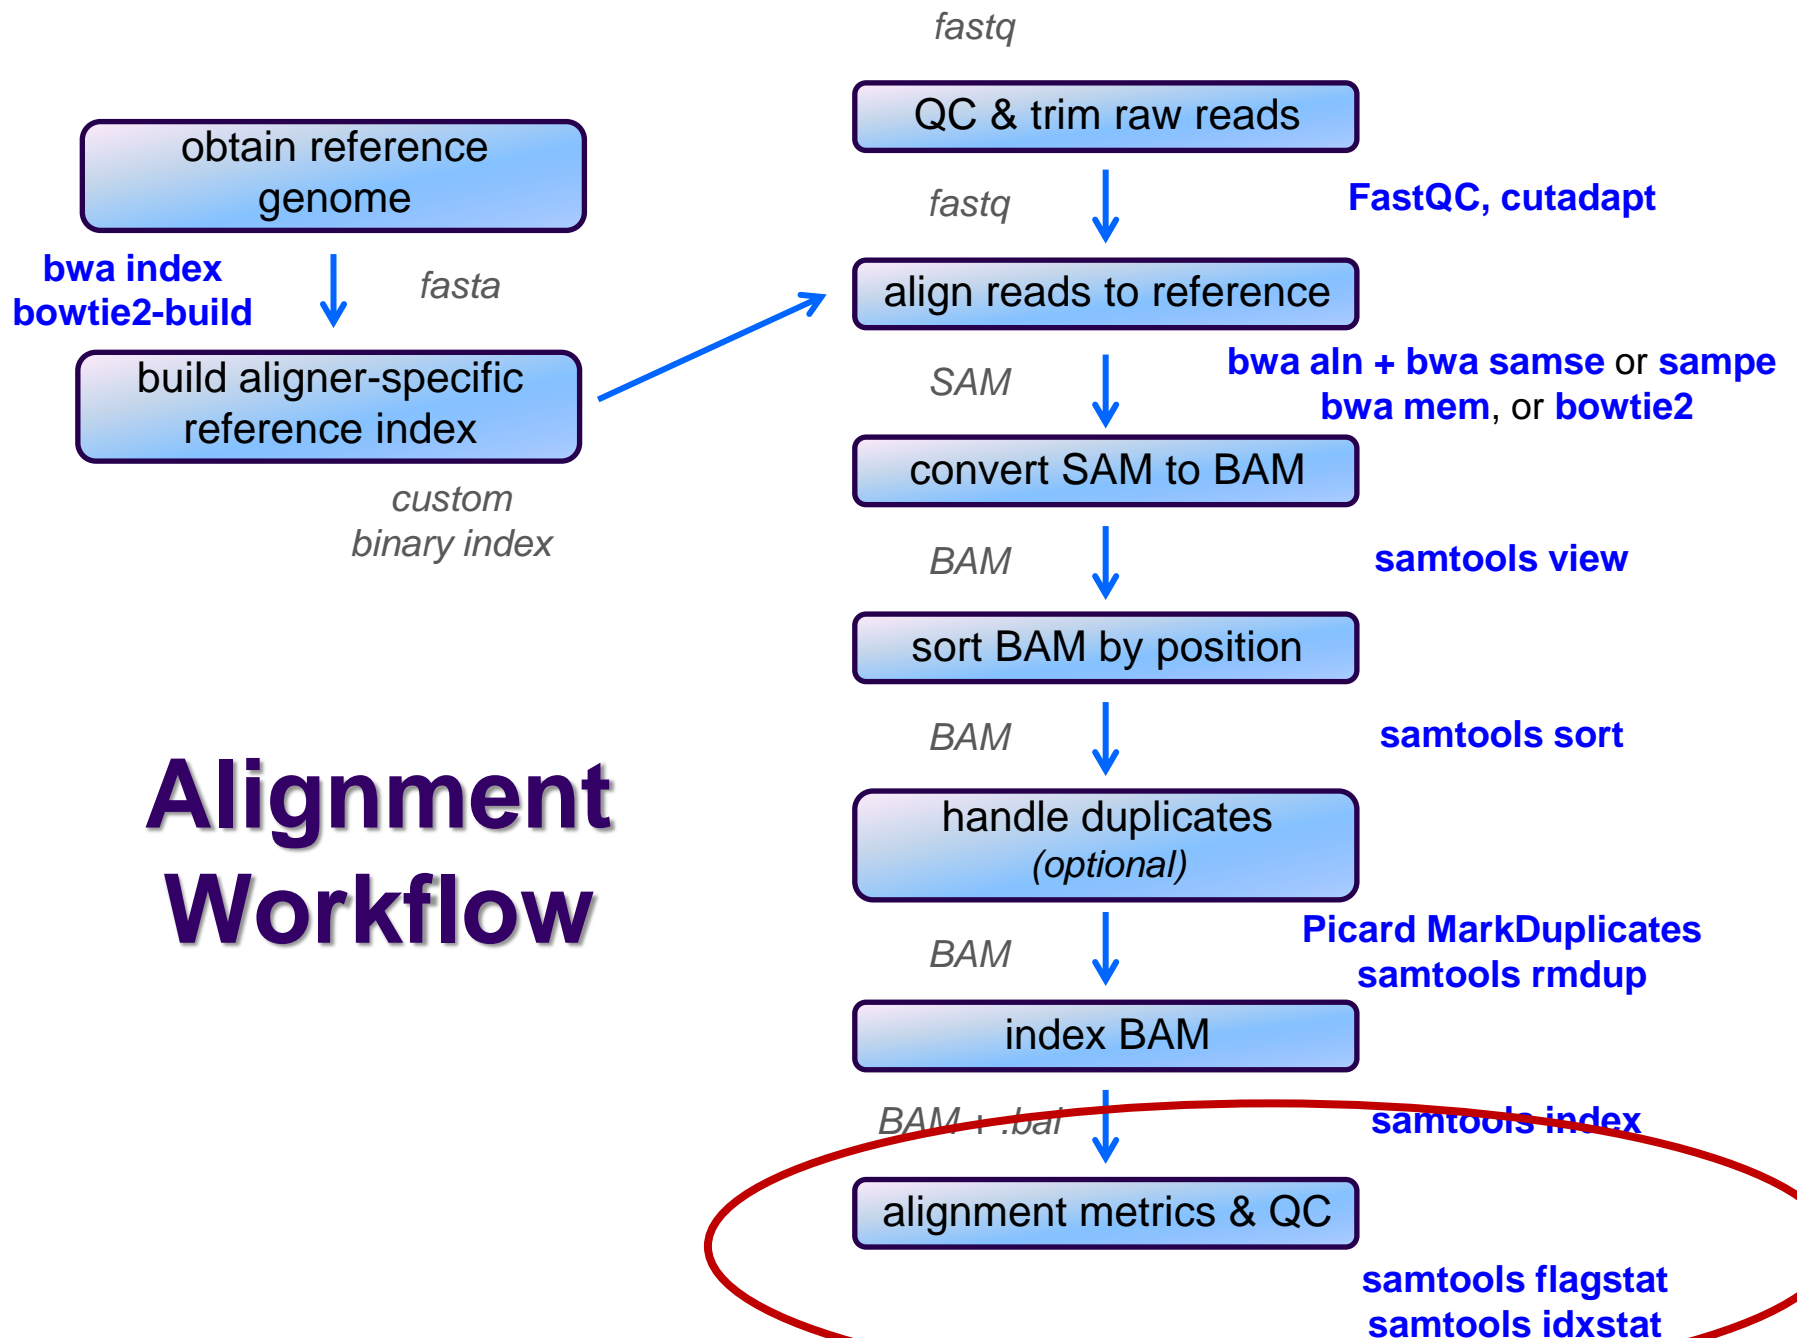 fastq
QC & trim raw reads
fastq
FastQC, cutadapt
obtain reference
genome
bwa index
bowtie2-build
fasta
build aligner-specific
reference index
custom
binary index
align reads to reference
SAM
bwa aln + bwa samse or sampe
bwa mem, or bowtie2
convert SAM to BAM
BAM
samtools view
sort BAM by position
BAM
samtools sort
Alignment
Workflow
handle duplicates
(optional)
BAM
Picard MarkDuplicates
samtools rmdup
index BAM
BAM + .bai
samtools index
alignment metrics & QC
samtools flagstat
samtools idxstat